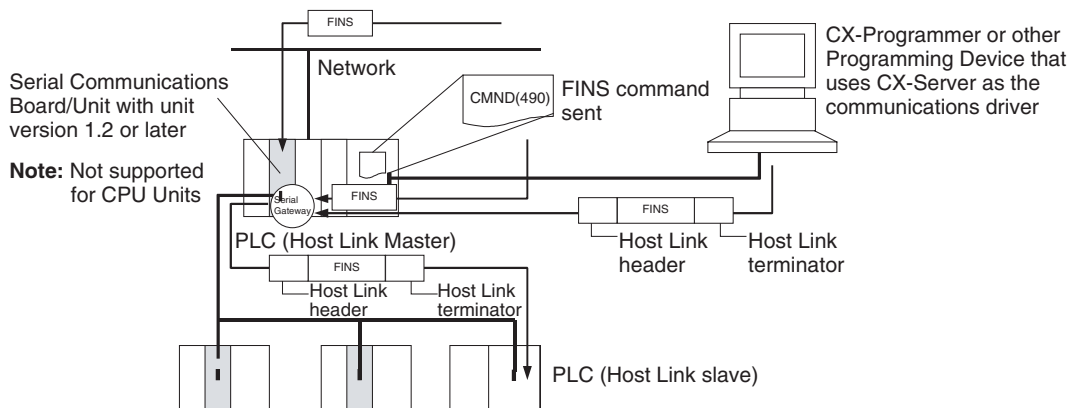 FINS
Network
CX-Programmer or other
Programming Device that
uses CX-Server as the
communications driver
Serial Communications
Board/Unit with unit
version 1.2 or later
CMND(490)
FINS command
sent
Note: Not supported
for CPU Units
Serial
Gateway
FINS
FINS
PLC (Host Link Master)
Host Link
header
Host Link
terminator
FINS
Host Link
header
Host Link
terminator
PLC (Host Link slave)